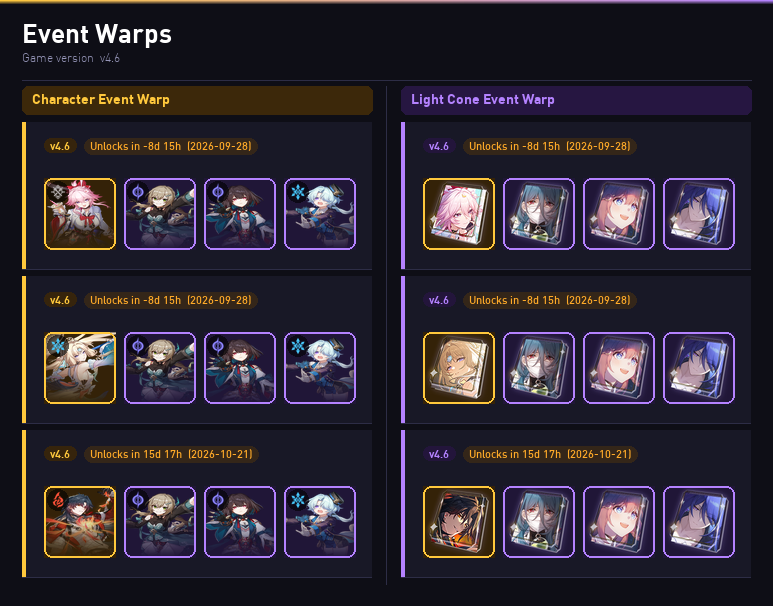 Event Warps
Game version v4.6
Character Event Warp
v4.6 Unlocks in -8d 15h (2026-09-28)
v4.6 Unlocks in -8d 15h (2026-09-28)
v4.6 Unlocks in 15d 17h (2026-10-21)
Light Cone Event Warp
v4.6 Unlocks in -8d 15h (2026-09-28)
v4.6 Unlocks in -8d 15h (2026-09-28)
v4.6 Unlocks in 15d 17h (2026-10-21)